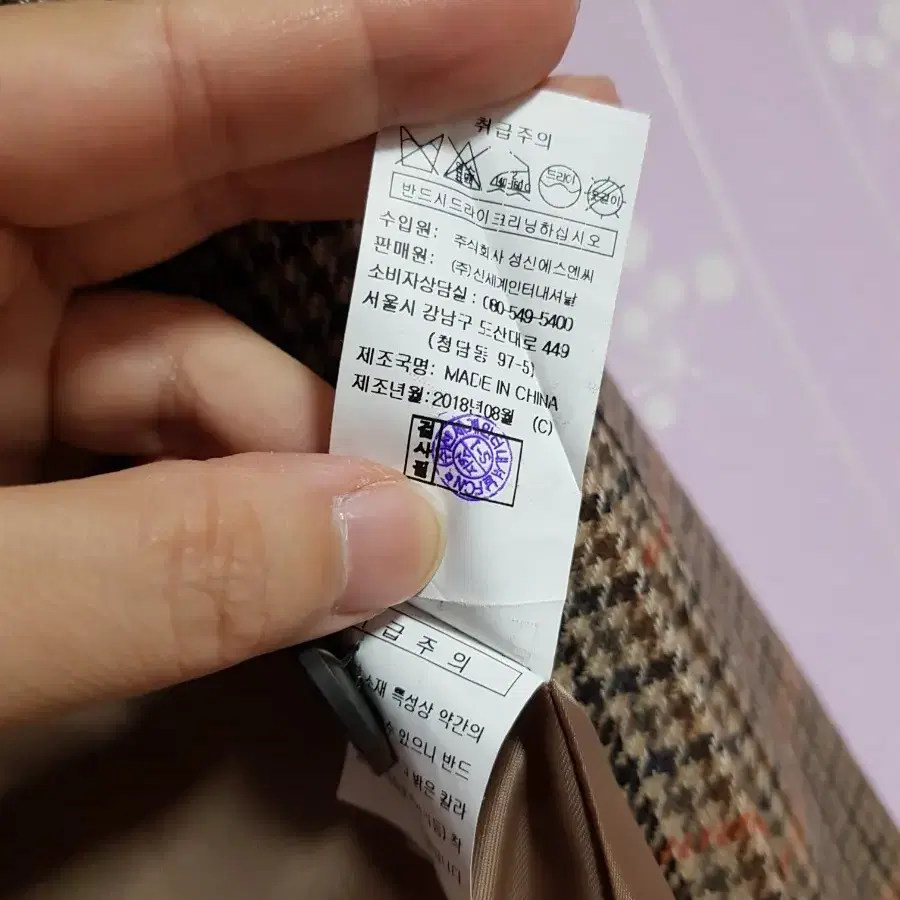 취급주의
드라이
반드시드라이크리닝하십시오
수입원: 주식회사 성신에스엔씨
판매원: (주)신세계인터내셔날
소비자상담실 : 080-549-5400
서울시 강남구 도산대로 449
(청담동 97-5)
제조국명: MADE IN CHINA
제조년월:2018년08월 (C)
검사필
급주의
소재 특성상 약간의
있으니 반드
밝은 칼라
착